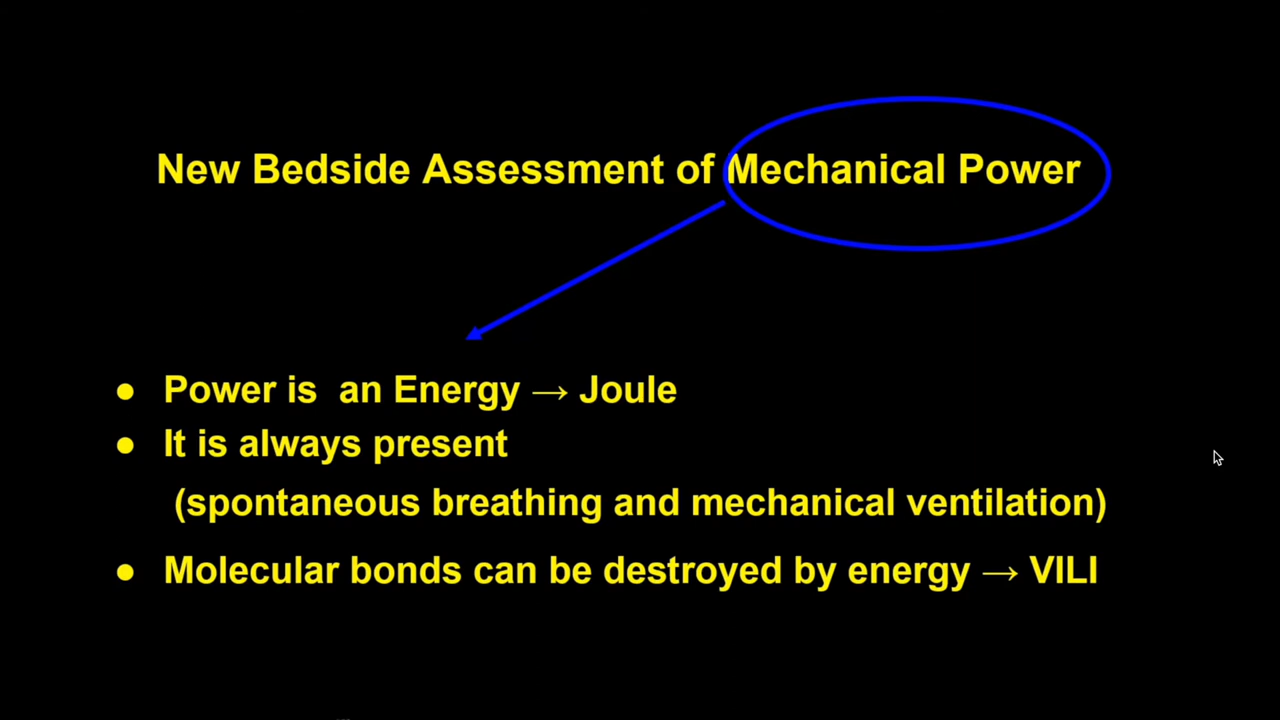 New Bedside Assessment of Mechanical Power
● Power is an Energy → Joule
● It is always present
(spontaneous breathing and mechanical ventilation)
● Molecular bonds can be destroyed by energy → VILI